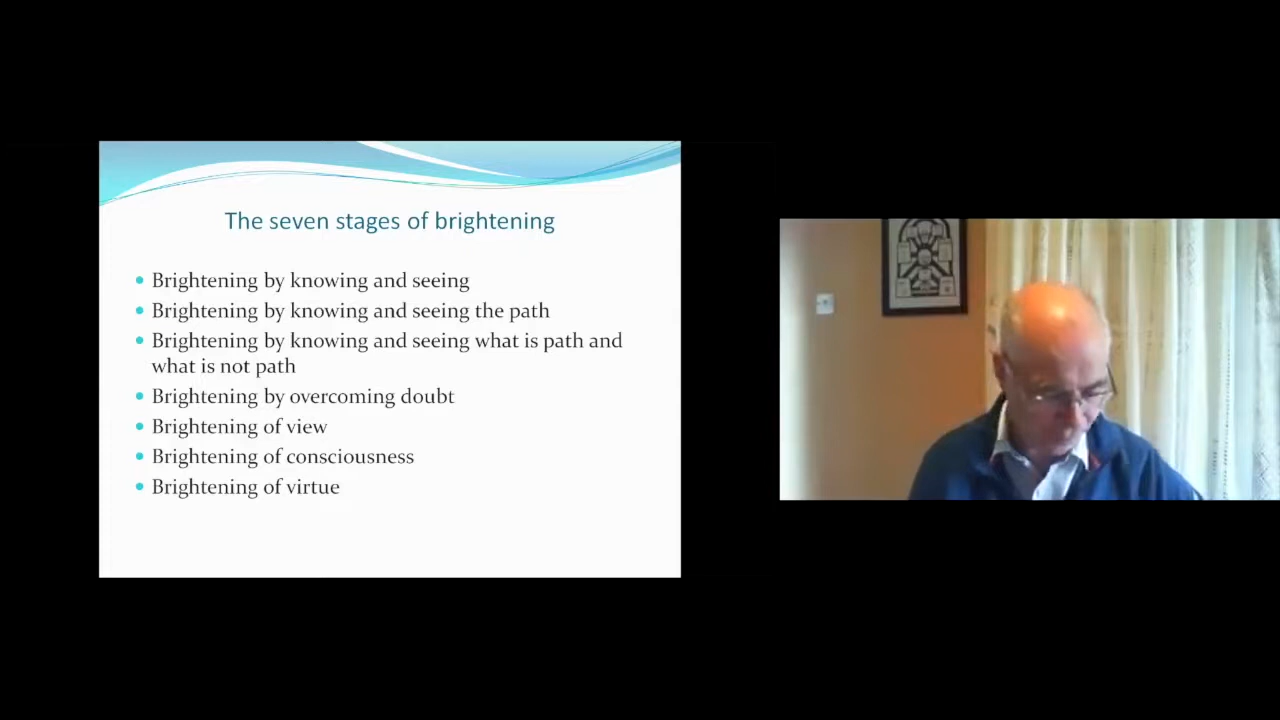 The seven stages of brightening
Brightening by knowing and seeing
Brightening by knowing and seeing the path
Brightening by knowing and seeing what is path and
what is not path
Brightening by overcoming doubt
Brightening of view
Brightening of consciousness
Brightening of virtue